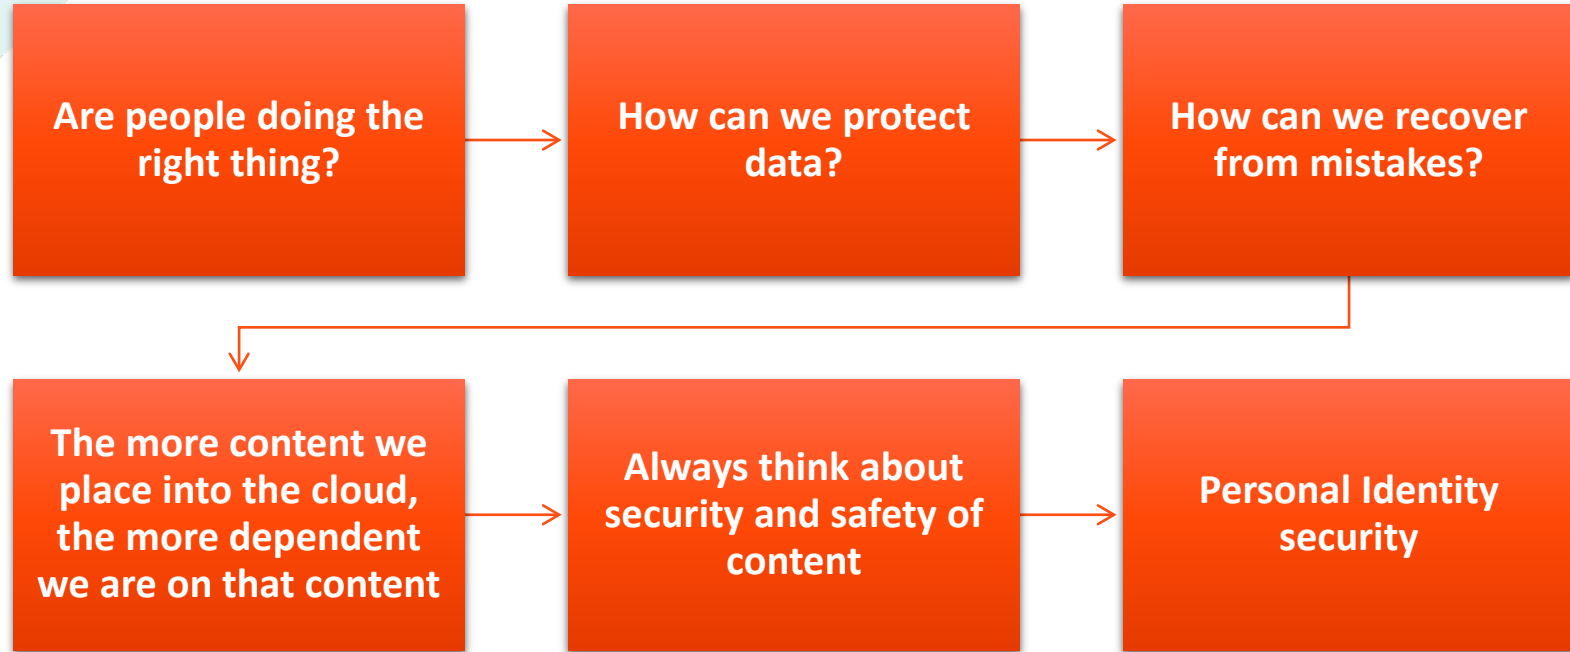 Are people doing the
right thing?
How can we protect
data?
How can we recover
from mistakes?
The more content we
place into the cloud,
the more dependent
we are on that content
Always think about
security and safety of
content
Personal Identity
security